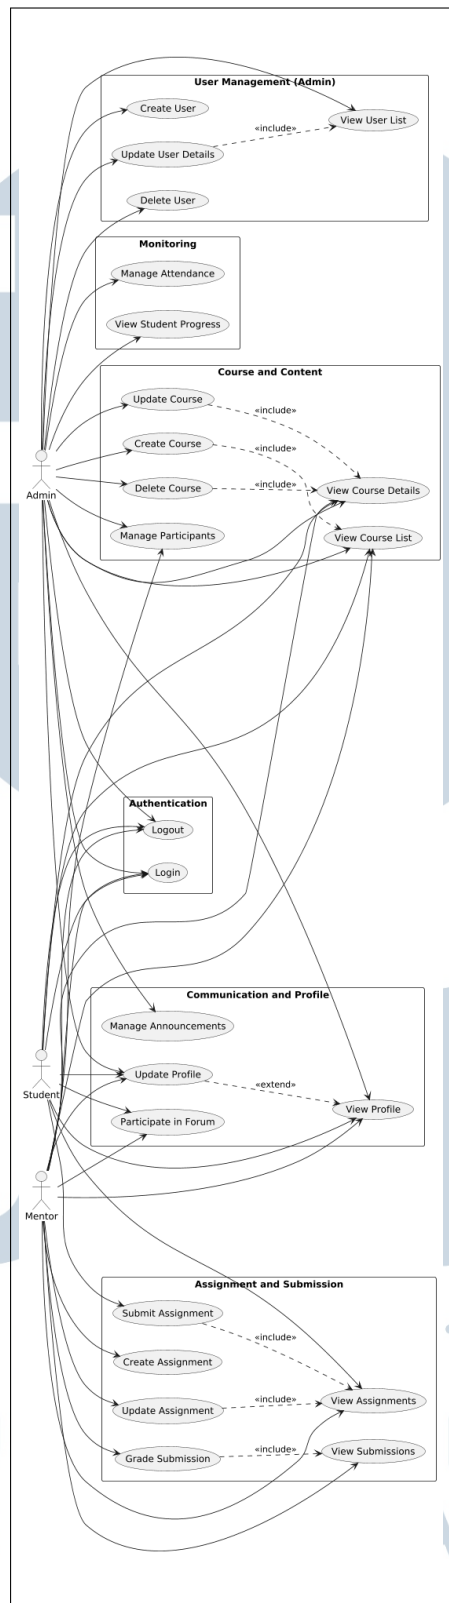 User Management (Admin)
Create User
View User List
«include»
Update User Details
Delete User
Monitoring
Manage Attendance
View Student Progress
Course and Content
Update Course
«include»
Create Course
«include»
Delete Course
«include»
View Course Details
Admin
Manage Participants
View Course List
Authentication
Logout
Login
Communication and Profile
Manage Announcements
Update Profile
«extend»
Student
View Profile
Participate in Forum
Mentor
Assignment and Submission
Submit Assignment
«include»
Create Assignment
Update Assignment
«include»
View Assignments
Grade Submission
«include»
View Submissions